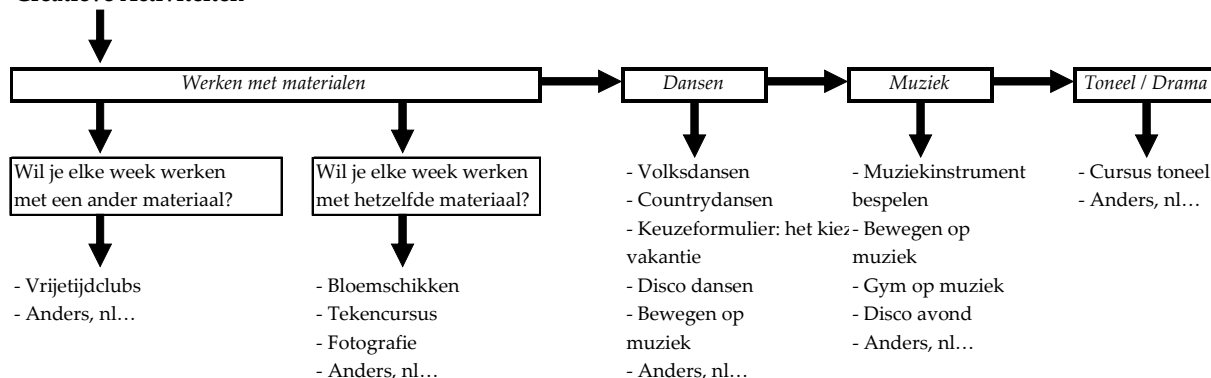 Creatieve Activiteiten
Werken met materialen
Dansen
Muziek
Toneel / Drama
Wil je elke week werken
met een ander materiaal?
Wil je elke week werken
met hetzelfde materiaal?
- Vrijetijdclubs
- Anders, nl…
- Bloemschikken
- Tekencursus
- Fotografie
- Anders, nl…
- Volksdansen
- Countrydansen
- Keuzeformulier: het kiez
vakantie
- Disco dansen
- Bewegen op
muziek
- Anders, nl…
- Muziekinstrument
bespelen
- Bewegen op
muziek
- Gym op muziek
- Disco avond
- Anders, nl…
- Cursus toneel
- Anders, nl…